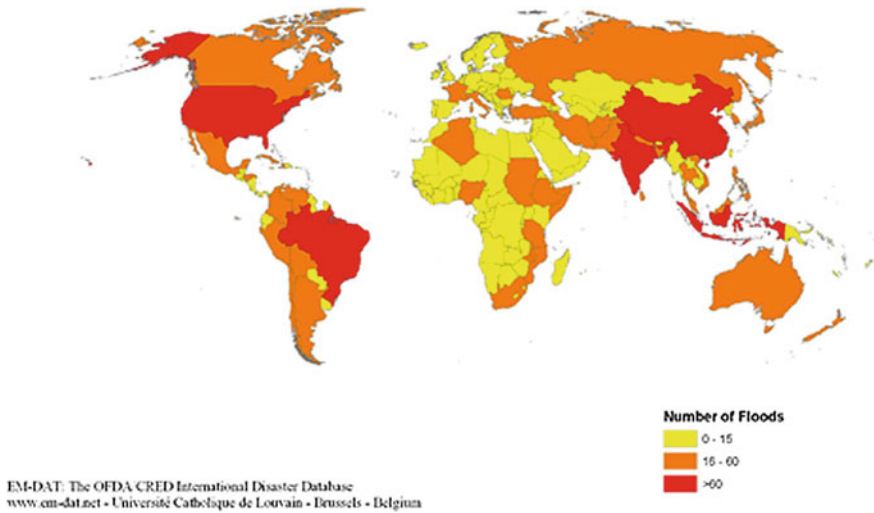 Number of Floods
0 - 15
16 - 60
>60
EM-DAT: The OFDA CRED International Disaster Database
www.em-dat.net - Université Catholique de Louvain - Brussels - Belgium